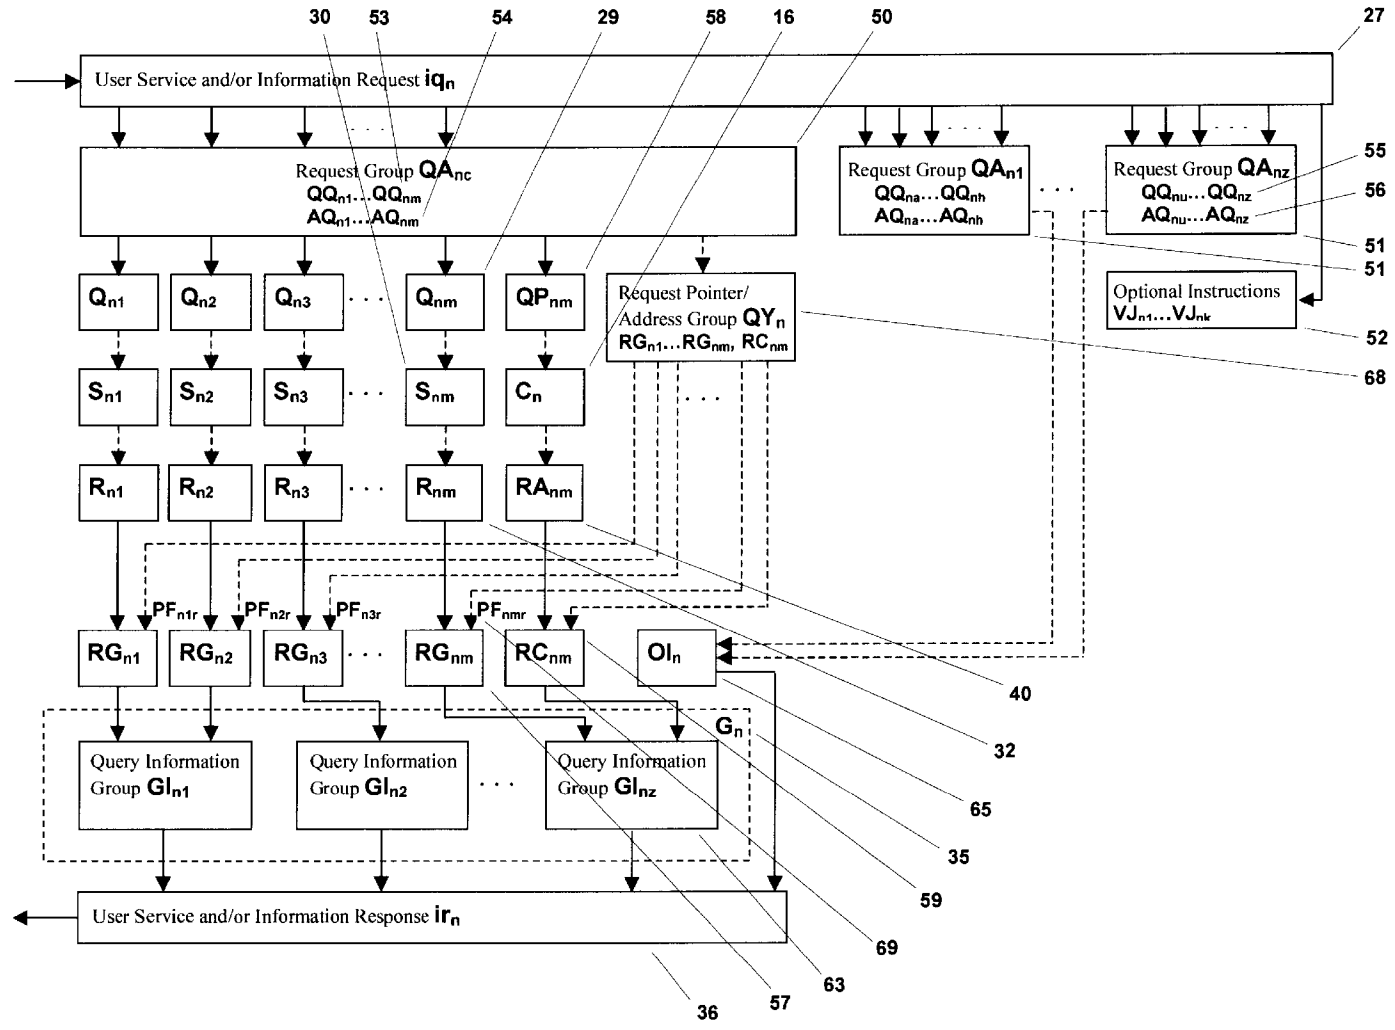 30 53 29 54 58 16 50 27
User Service and/or Information Request iqn
. . . .
. . . .
. . . .
Request Group QAnc
QQn1...QQnm
AQn1...AQnm
Request Group QAn1
QQna...QQnh
AQna...AQnh
. . . .
Request Group QAnz
QQnu...QQnz
AQnu...AQnz
55
56
51
51
Qn1 Qn2 Qn3 . . . Qnm QPnm
Request Pointer/
Address Group QYn
RGn1...RGnm, RCnm
Optional Instructions
VJn1...VJnk
52
68
Sn1 Sn2 Sn3 . . . Snm Cn
. . . .
Rn1 Rn2 Rn3 . . . Rnm RAnm
PFn1r PFn2r PFn3r PFnmr
RGn1 RGn2 RGn3 . . . RGnm RCnm OIn
40
32
Gn
Query Information
Group GIn1
Query Information
Group GIn2
. . . .
Query Information
Group GInz
65
35
59
User Service and/or Information Response irn
69
63
57
36